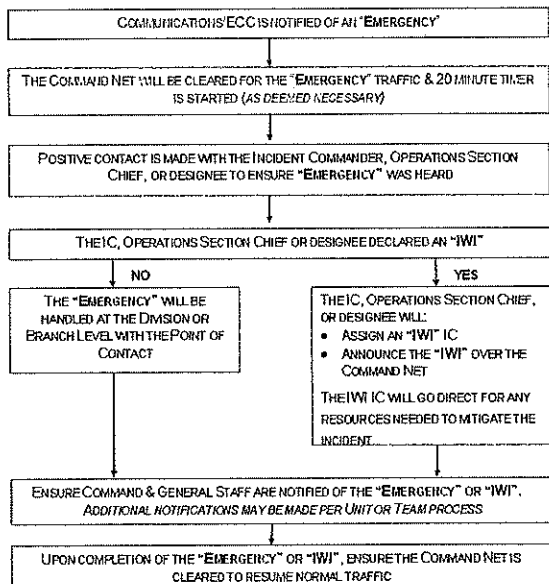 COMMUNICATIONS/ECC IS NOTIFIED OF AN "EMERGENCY"
THE COMMAND NET WILL BE CLEARED FOR THE "EMERGENCY" TRAFFIC & 20 MINUTE TIMER
IS STARTED (AS DEEMED NECESSARY)
POSITIVE CONTACT IS MADE WITH THE INCIDENT COMMANDER, OPERATIONS SECTION
CHIEF, OR DESIGNEE TO ENSURE "EMERGENCY" WAS HEARD
THE IC, OPERATIONS SECTION CHIEF OR DESIGNEE DECLARED AN "IWI"
NO
THE "EMERGENCY" WILL BE
HANDLED AT THE DIVISION OR
BRANCH LEVEL WITH THE POINT OF
CONTACT
YES
THE IC, OPERATIONS SECTION CHIEF,
OR DESIGNEE WILL:
• ASSIGN AN "IWI" IC
• ANNOUNCE THE "IWI" OVER THE
COMMAND NET
THE IWI IC WILL GO DIRECT FOR ANY
RESOURCES NEEDED TO MITIGATE THE
INCIDENT
ENSURE COMMAND & GENERAL STAFF ARE NOTIFIED OF THE "EMERGENCY" OR "IWI".
ADDITIONAL NOTIFICATIONS MAY BE MADE PER UNIT OR TEAM PROCESS
UPON COMPLETION OF THE "EMERGENCY" OR "IWI", ENSURE THE COMMAND NET IS
CLEARED TO RESUME NORMAL TRAFFIC